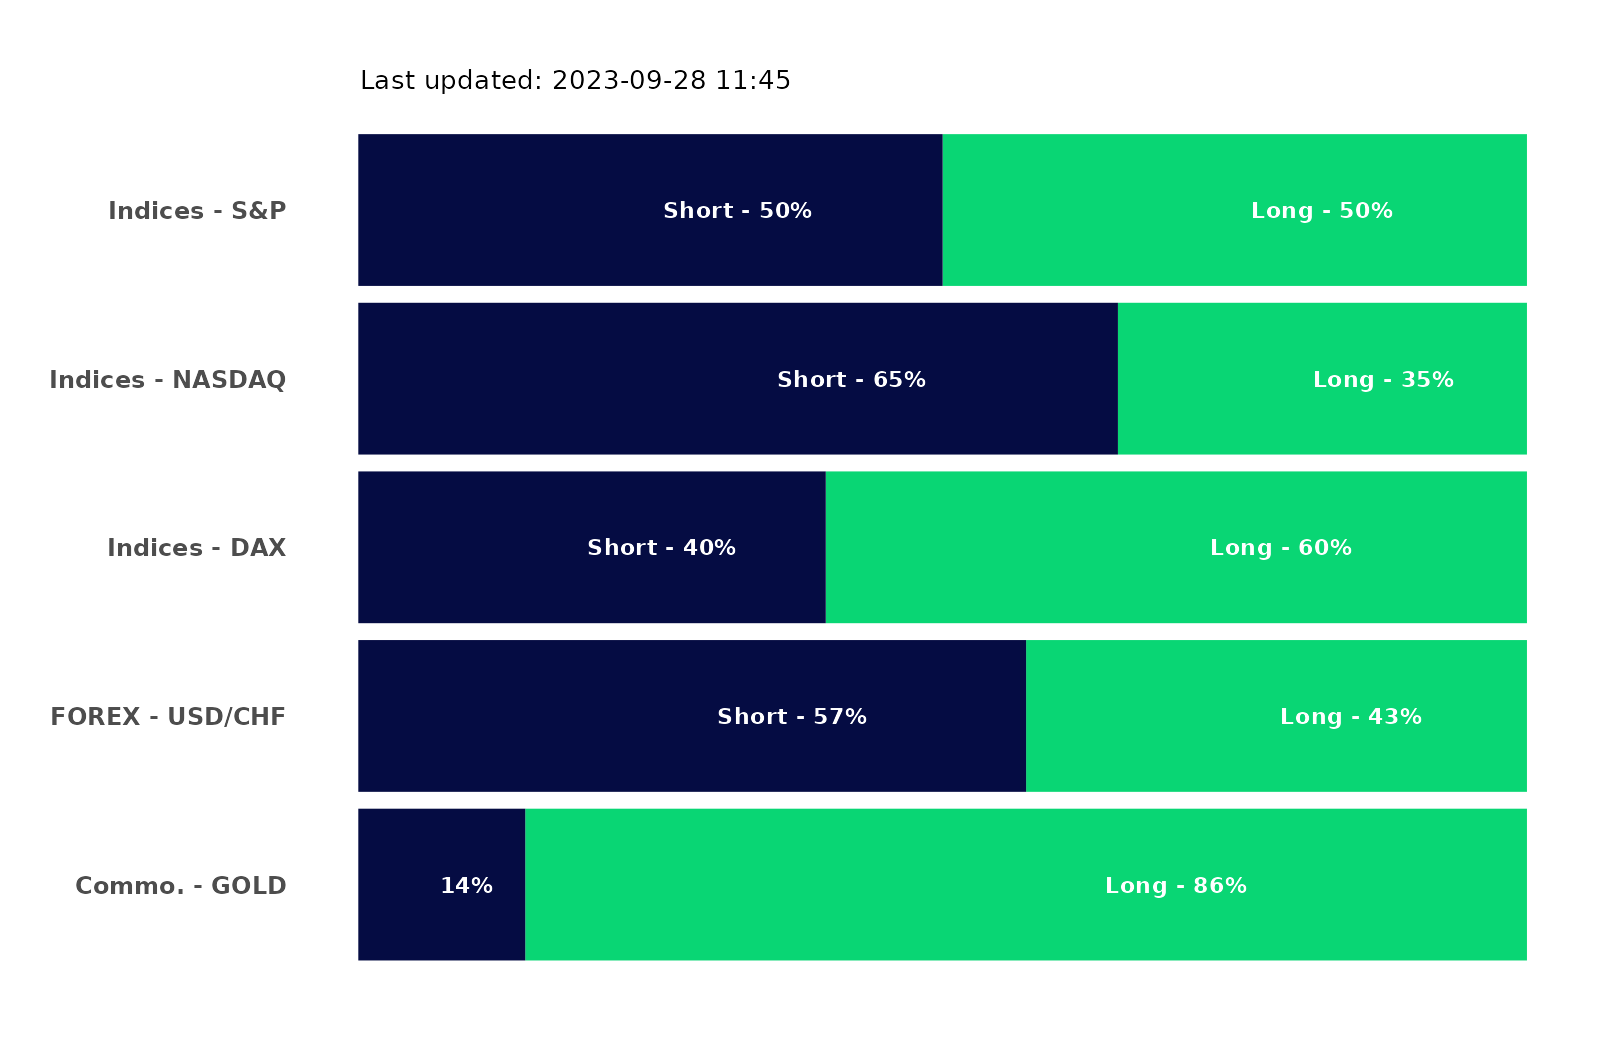 Last updated: 2023-09-28 11:45
Indices - S&P Short - 50% Long - 50%
Indices - NASDAQ Short - 65% Long - 35%
Indices - DAX Short - 40% Long - 60%
FOREX - USD/CHF Short - 57% Long - 43%
Commo. - GOLD 14% Long - 86%